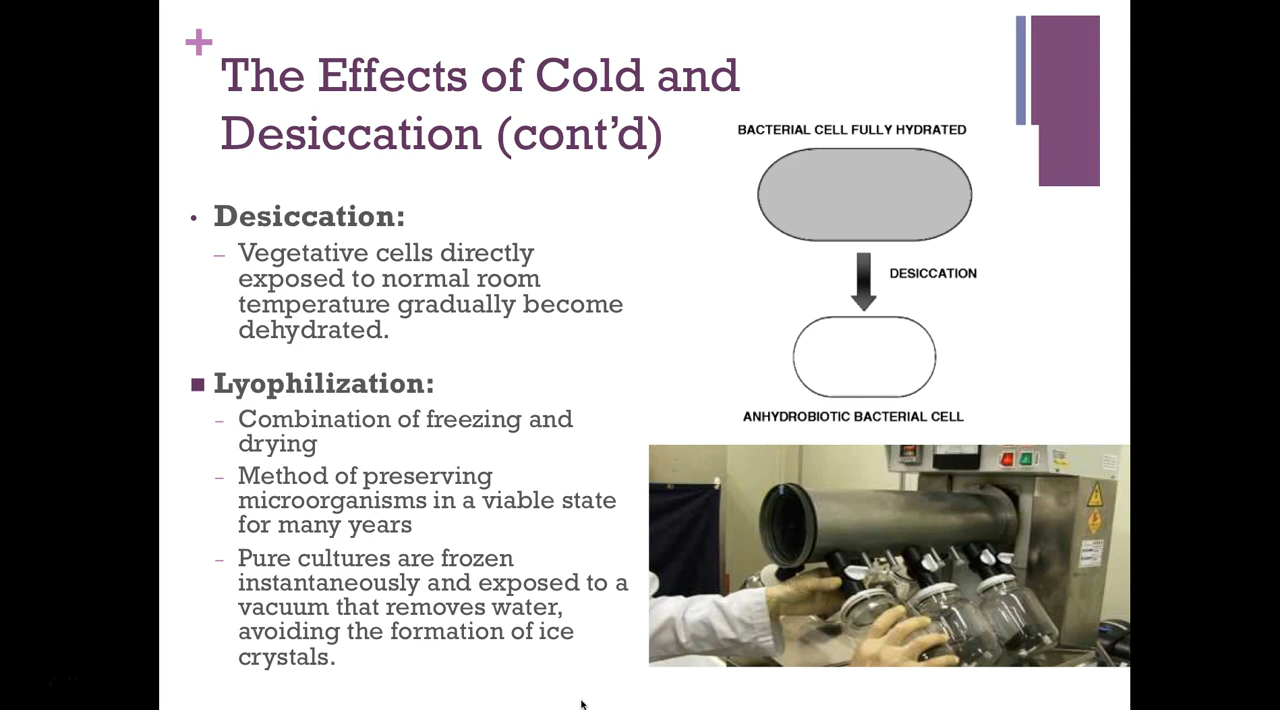 +
The Effects of Cold and
Desiccation (cont’d)
• Desiccation:
– Vegetative cells directly
exposed to normal room
temperature gradually become
dehydrated.
■ Lyophilization:
– Combination of freezing and
drying
– Method of preserving
microorganisms in a viable state
for many years
– Pure cultures are frozen
instantaneously and exposed to a
vacuum that removes water,
avoiding the formation of ice
crystals.
BACTERIAL CELL FULLY HYDRATED
DESICCATION
ANHYDROBIOTIC BACTERIAL CELL